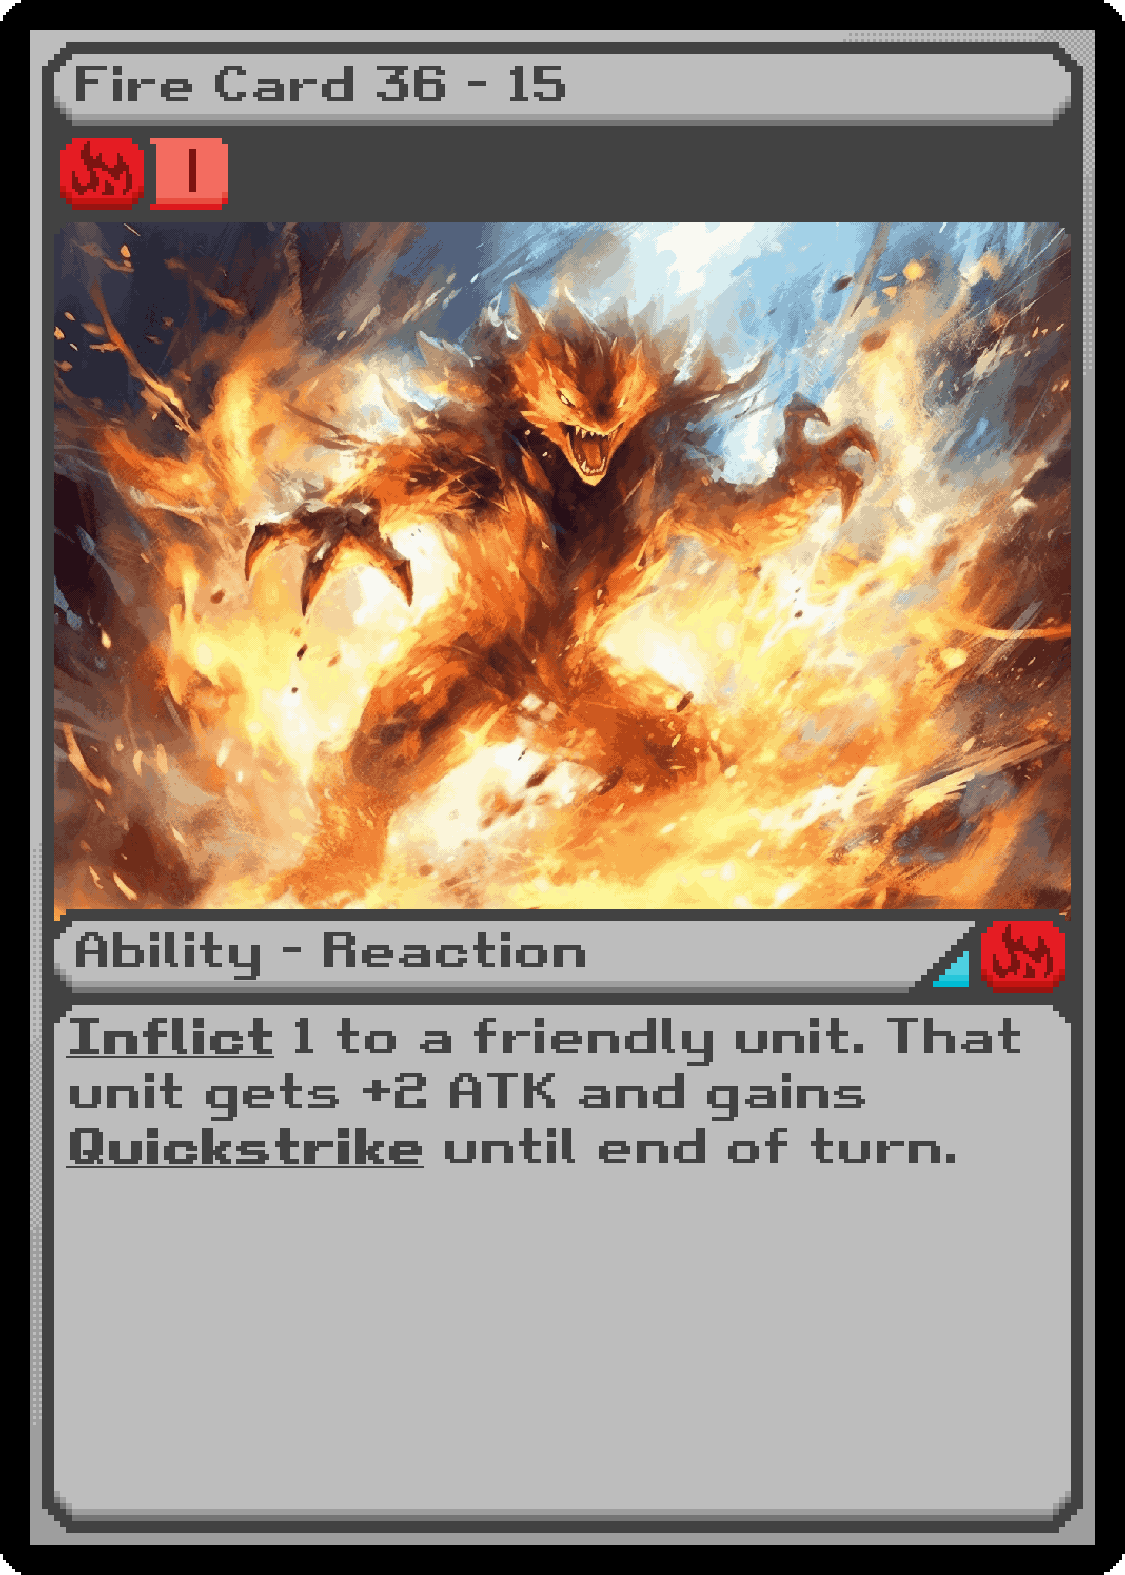 Fire Card 36 - 15
1
Ability - Reaction
Inflict 1 to a friendly unit. That
unit gets +2 ATK and gains
Quickstrike until end of turn.